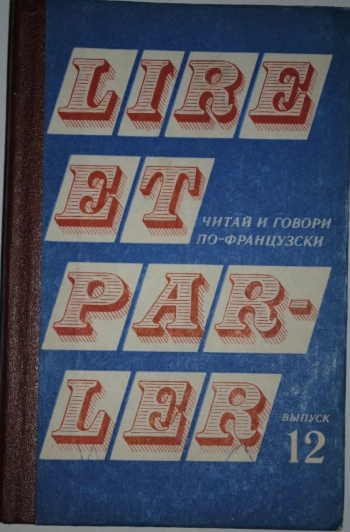 LIRE
ET
ЧИТАЙ И ГОВОРИ
ПО-ФРАНЦУЗСКИ
PAR-
LER
ВЫПУСК
12